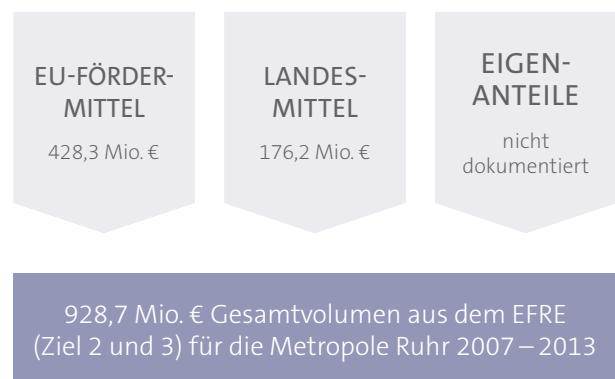 EU-FÖRDER-
MITTEL
428,3 Mio. €
LANDES-
MITTEL
176,2 Mio. €
EIGEN-
ANTEILE
nicht
dokumentiert
928,7 Mio. € Gesamtvolumen aus dem EFRE
(Ziel 2 und 3) für die Metropole Ruhr 2007 – 2013